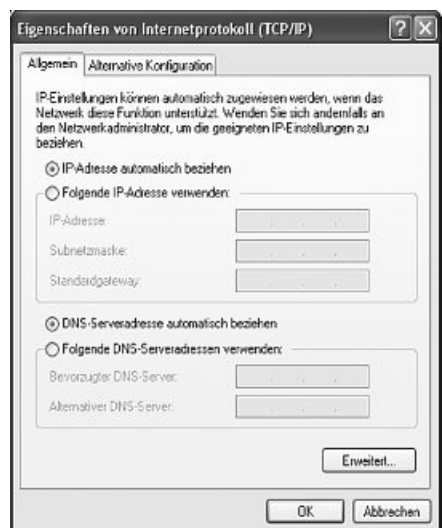 Eigenschaften von Internetprotokoll (TCP/IP)
Allgemein
Alternative Konfiguration
IP-Einstellungen können automatisch zugewiesen werden, wenn das
Netzwerk diese Funktion unterstützt. Wenden Sie sich andernfalls an
den Netzwerkadministrator, um die geeigneten IP-Einstellungen zu
beziehen.
IP-Adresse automatisch beziehen
Folgende IP-Adresse verwenden:
IP-Adresse:
Subnetzmaske:
Standardgateway:
DNS-Serveradresse automatisch beziehen
Folgende DNS-Serveradressen verwenden:
Bevorzugter DNS-Server:
Alternativer DNS-Server:
Erweitert...
OK
Abbrechen